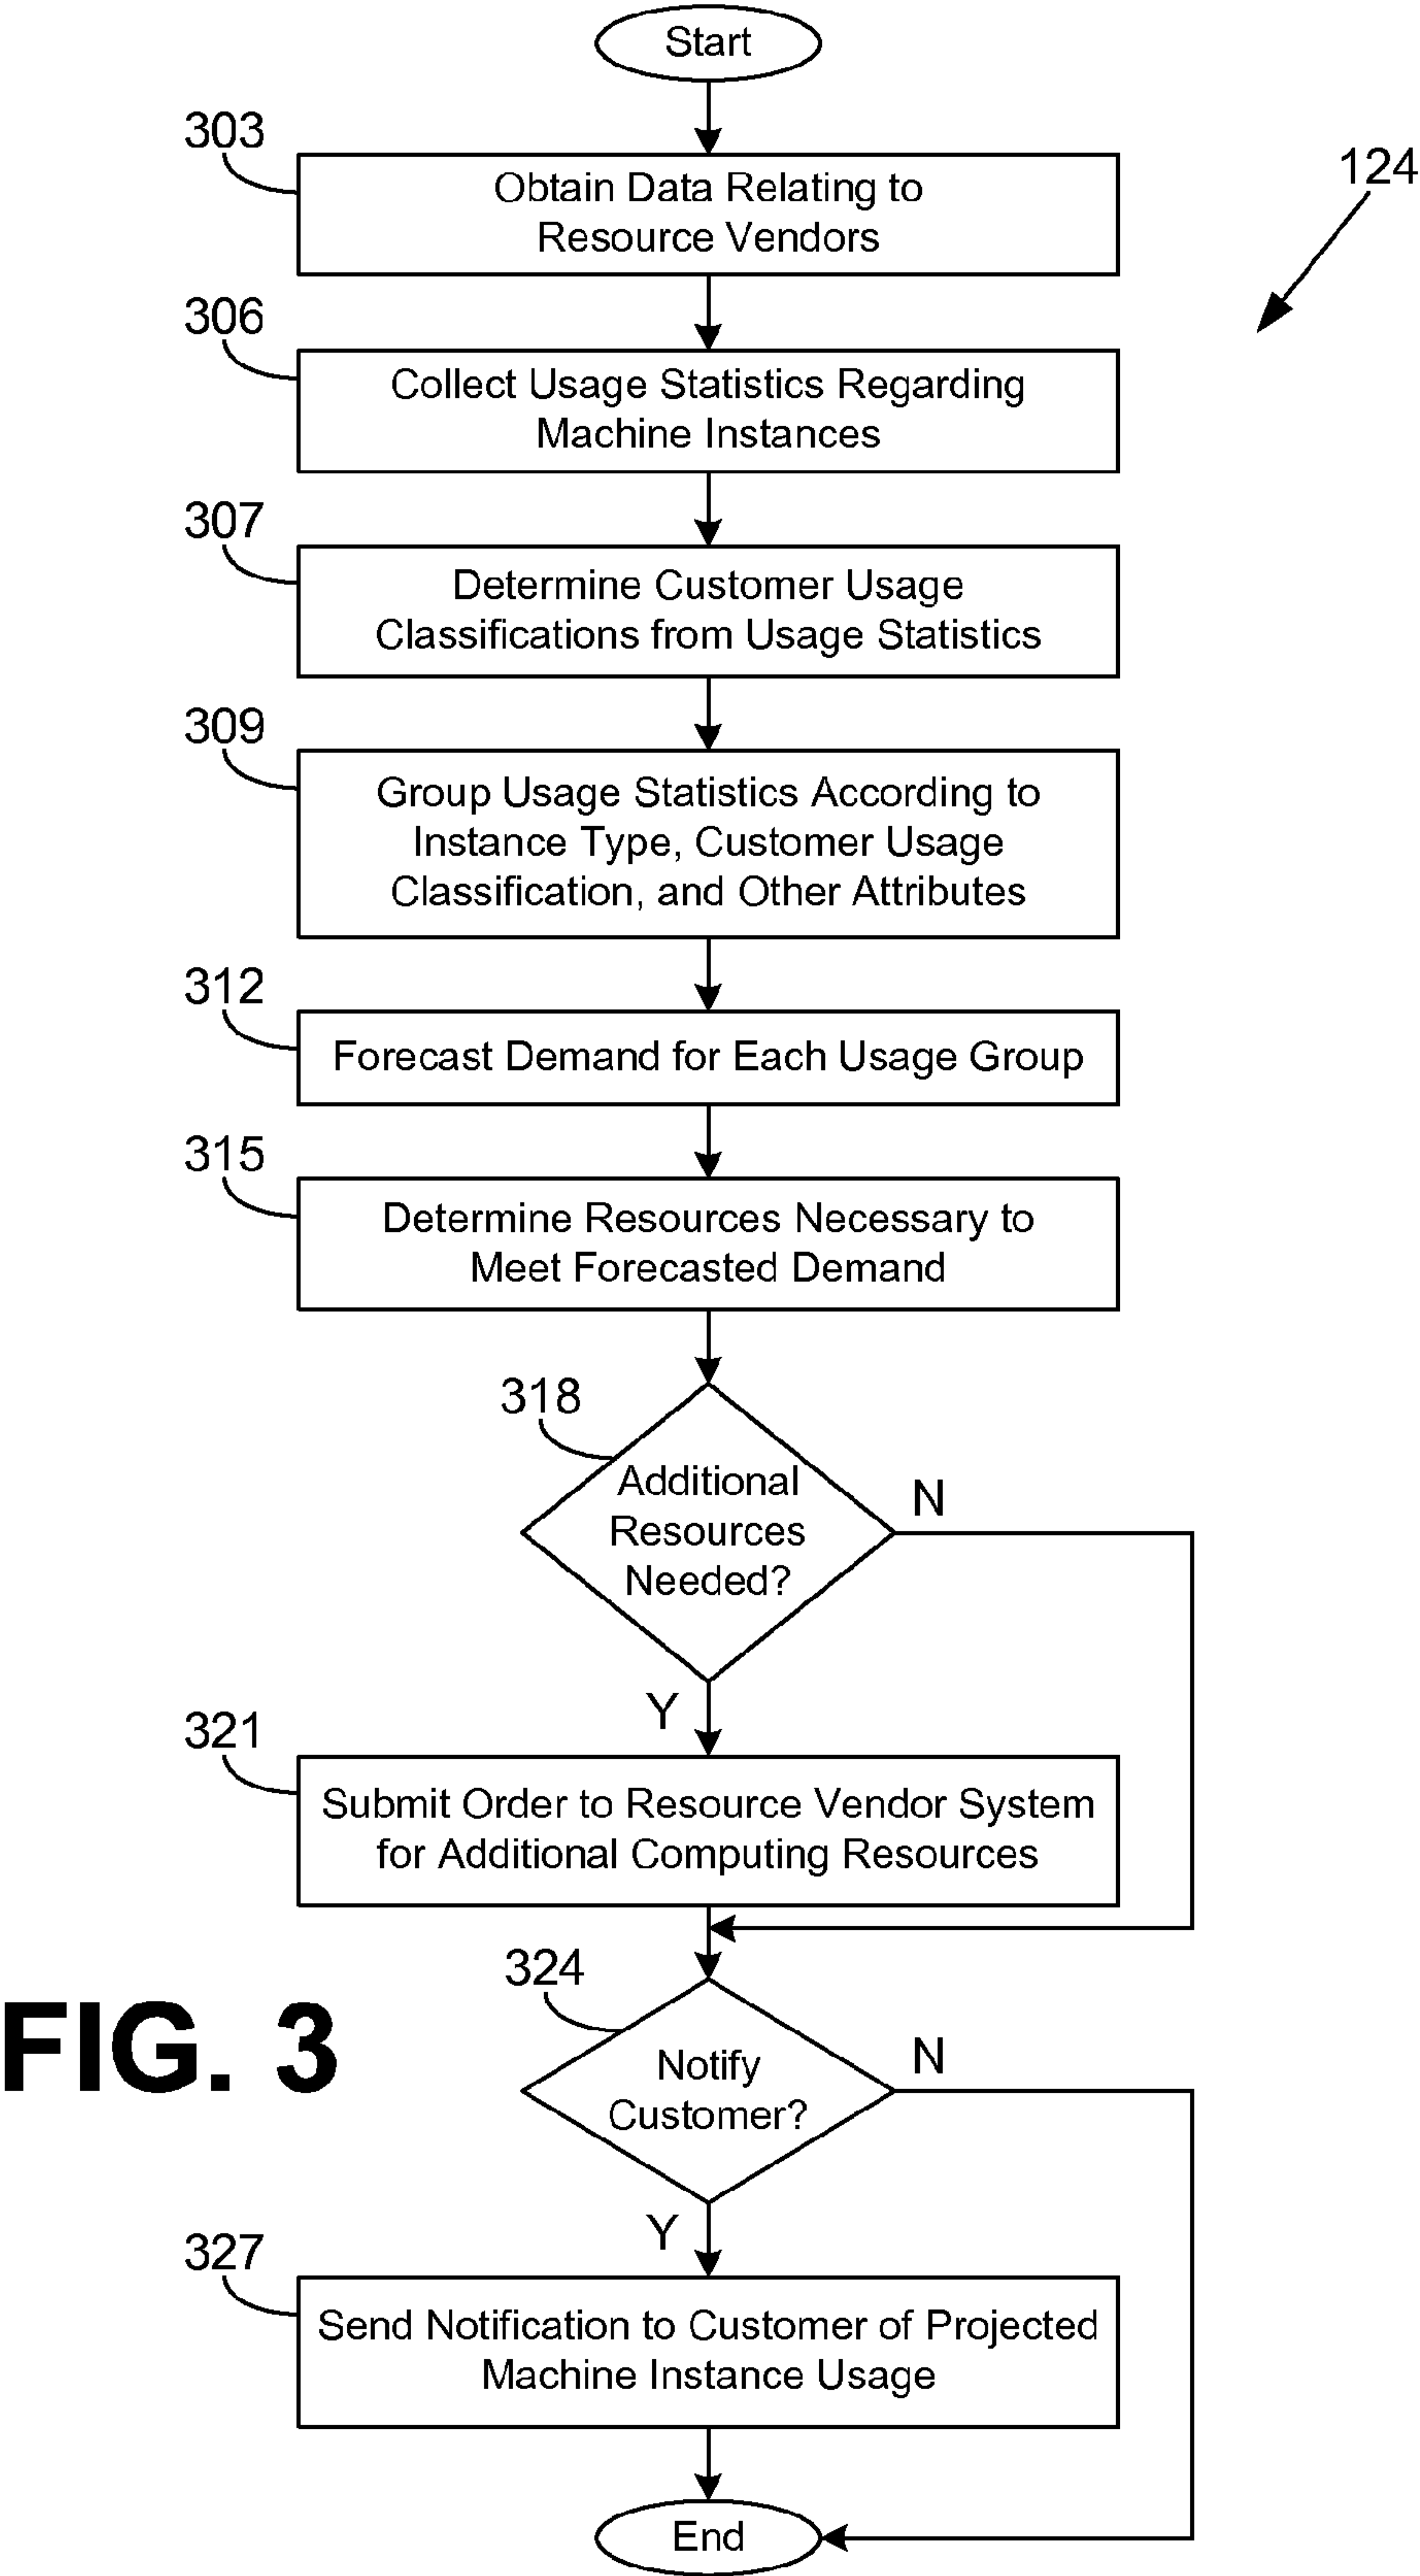 Start
303
124
Obtain Data Relating to
Resource Vendors
306
Collect Usage Statistics Regarding
Machine Instances
307
Determine Customer Usage
Classifications from Usage Statistics
309
Group Usage Statistics According to
Instance Type, Customer Usage
Classification, and Other Attributes
312
Forecast Demand for Each Usage Group
315
Determine Resources Necessary to
Meet Forecasted Demand
318
Additional
Resources
Needed?
N
Y
321
Submit Order to Resource Vendor System
for Additional Computing Resources
324
FIG. 3
Notify
Customer?
N
Y
327
Send Notification to Customer of Projected
Machine Instance Usage
End